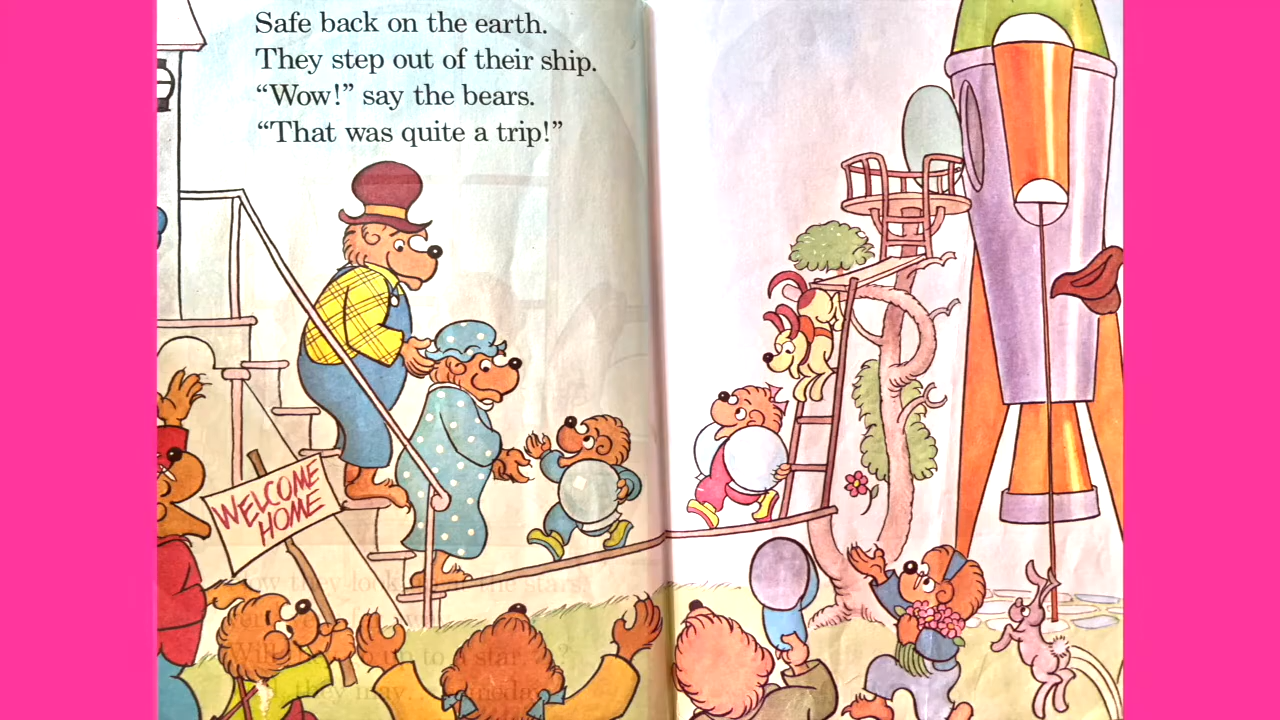 Safe back on the earth.
They step out of their ship.
“Wow!” say the bears.
“That was quite a trip!”
WELCOME
HOME